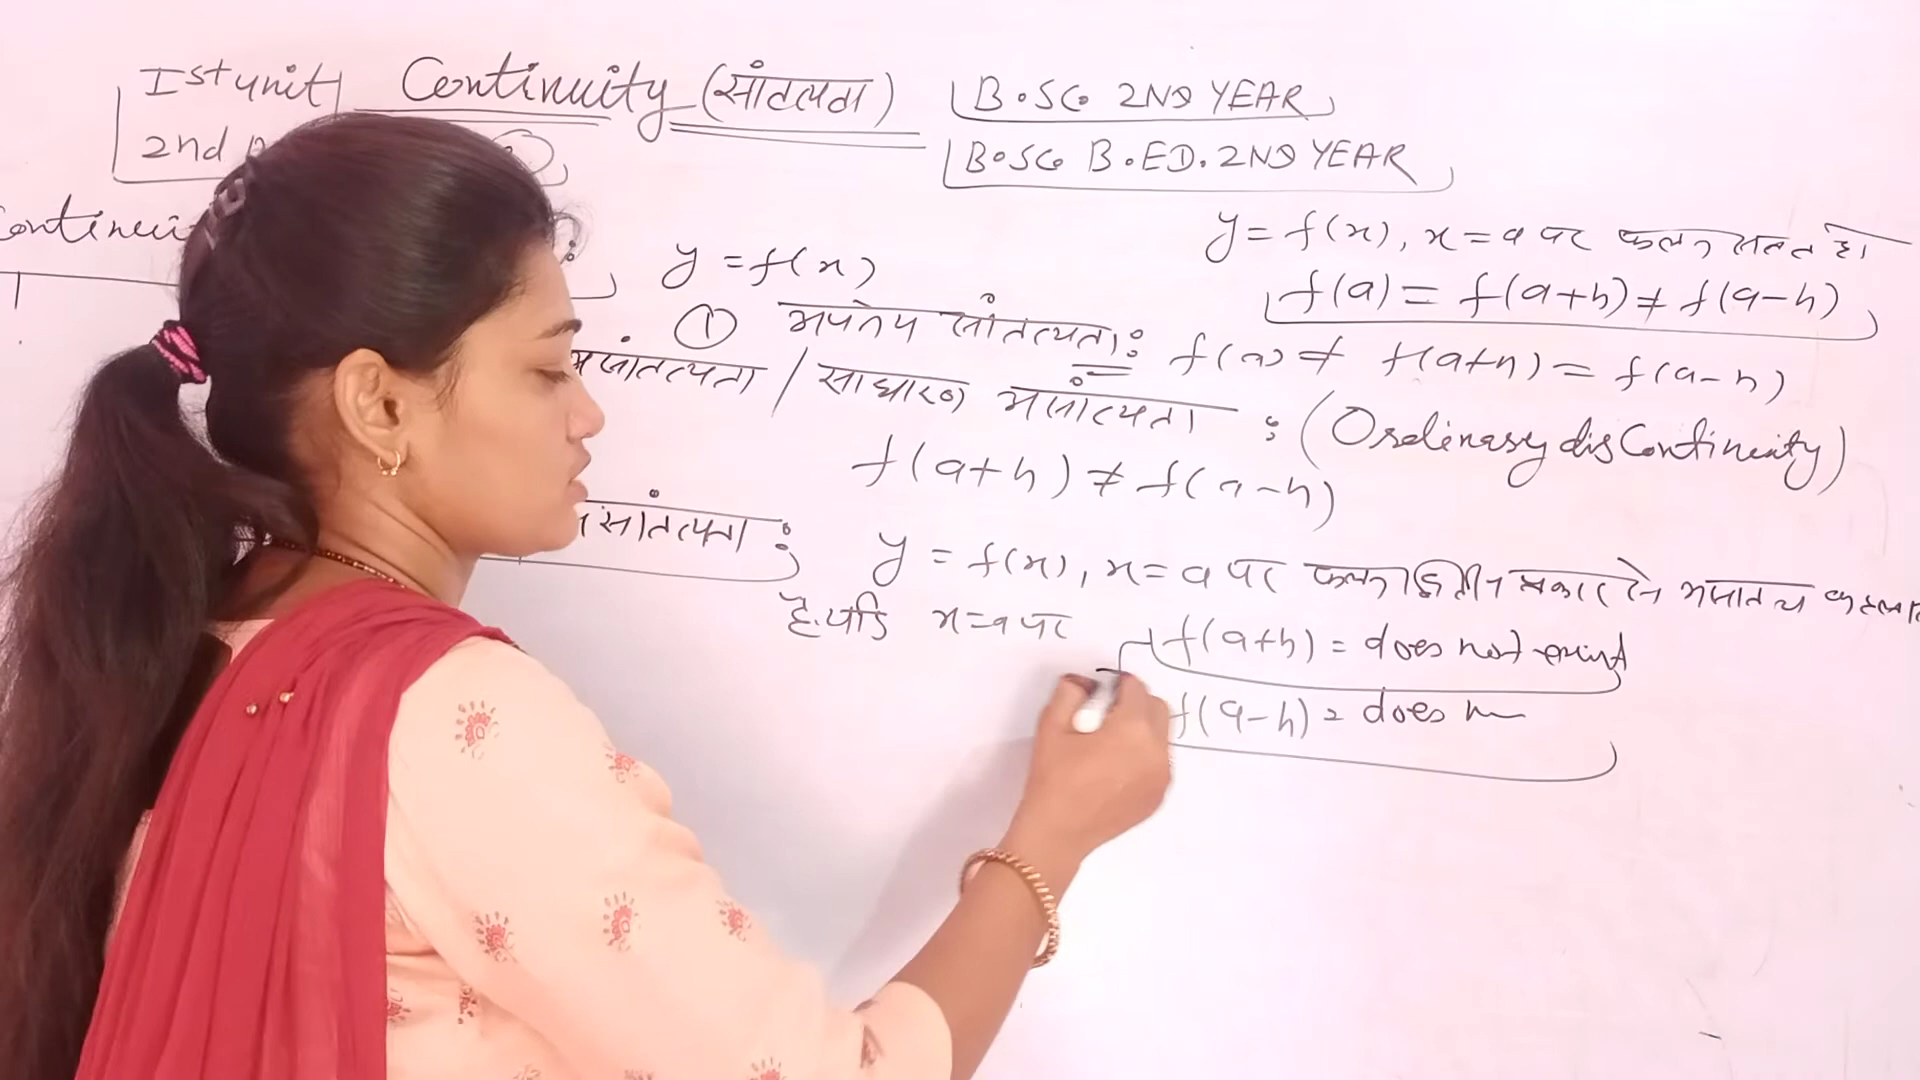 Ist unit Continuity (सांतत्यता) B.SC. 2ND YEAR
2nd B.SC. B.ED. 2ND YEAR
y = f(x), x = a पर फलन सतत है।
y = f(x)
f(a) = f(a+h) ≠ f(a-h)
① अपनेय सांतत्यता: f(a) ≠ f(a+h) = f(a-h)
असांतत्यता / साधारण असांत्यता : (Ordinary disContinuity)
f(a+h) ≠ f(a-h)
सांतत्यता : y = f(x), x = a पर फलन द्वितीय प्रकार से असातत्य
है. यदि x = a पर
f(a+h) = does not exist
f(a-h) = does